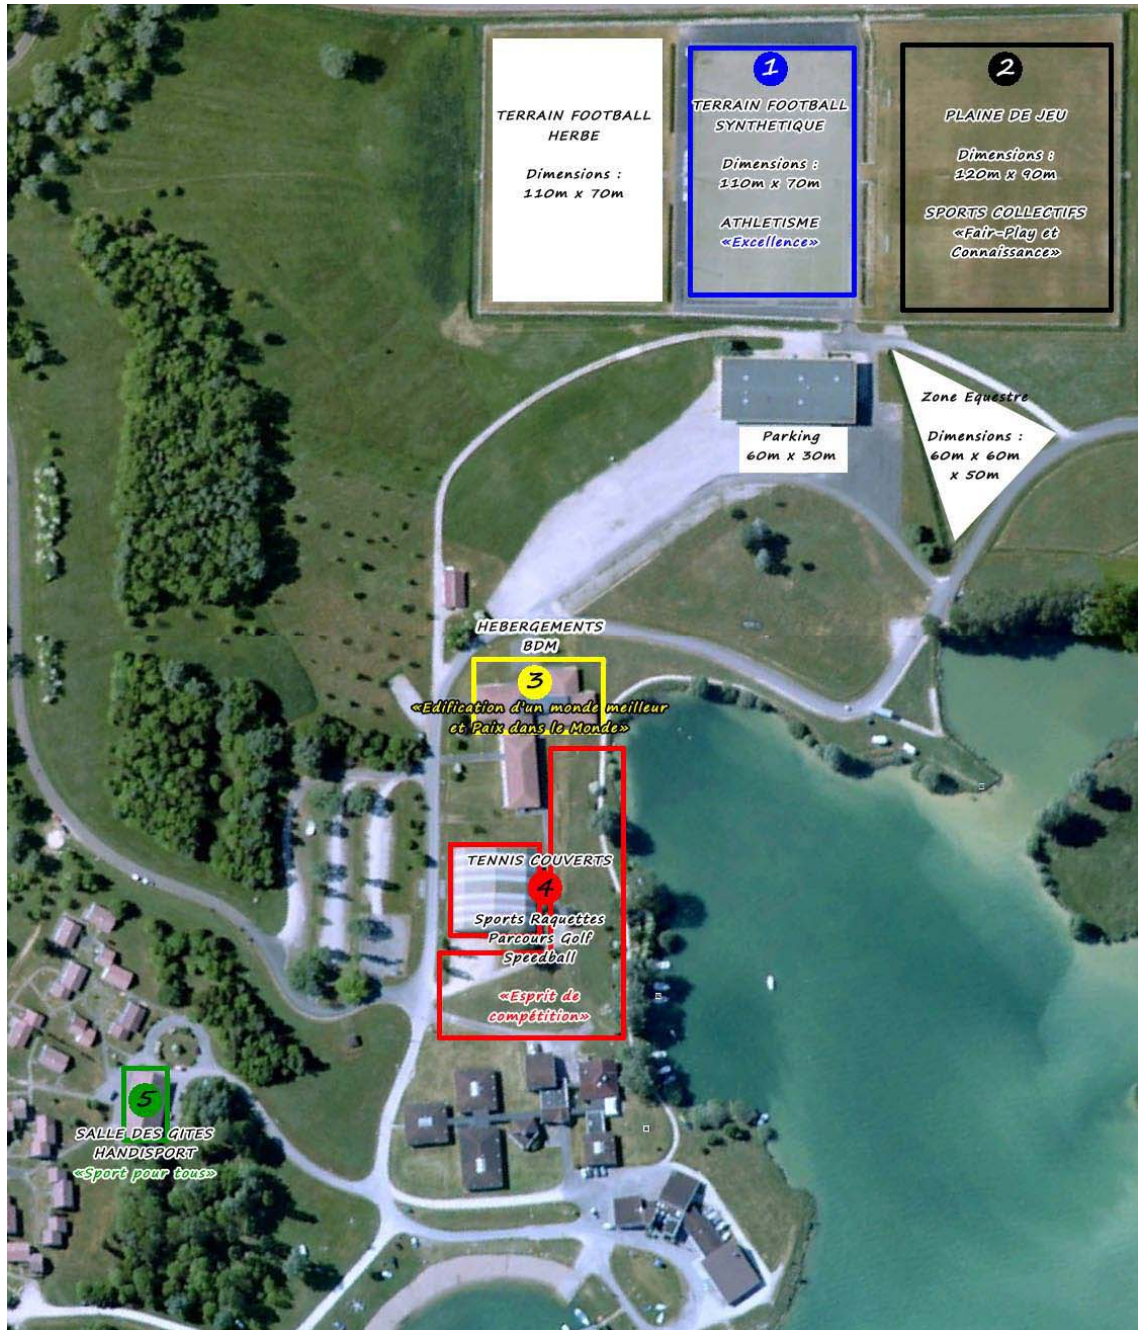 TERRAIN FOOTBALL
HERBE
Dimensions :
110m x 70m
1
TERRAIN FOOTBALL
SYNTHETIQUE
Dimensions :
110m x 70m
ATHLETISME
«Excellence»
2
PLAINE DE JEU
Dimensions :
120m x 90m
SPORTS COLLECTIFS
«Fair-Play et
Connaissance»
Zone Equestre
Dimensions :
60m x 60m
x 50m
Parking
60m x 30m
HEBERGEMENTS
BDM
3
«Edification d'un monde meilleur
et Paix dans le Monde»
TENNIS COUVERTS
4
Sports Raquettes
Parcours Golf
Speedball
«Esprit de
compétition»
5
SALLE DES GITES
HANDISPORT
«Sport pour tous»